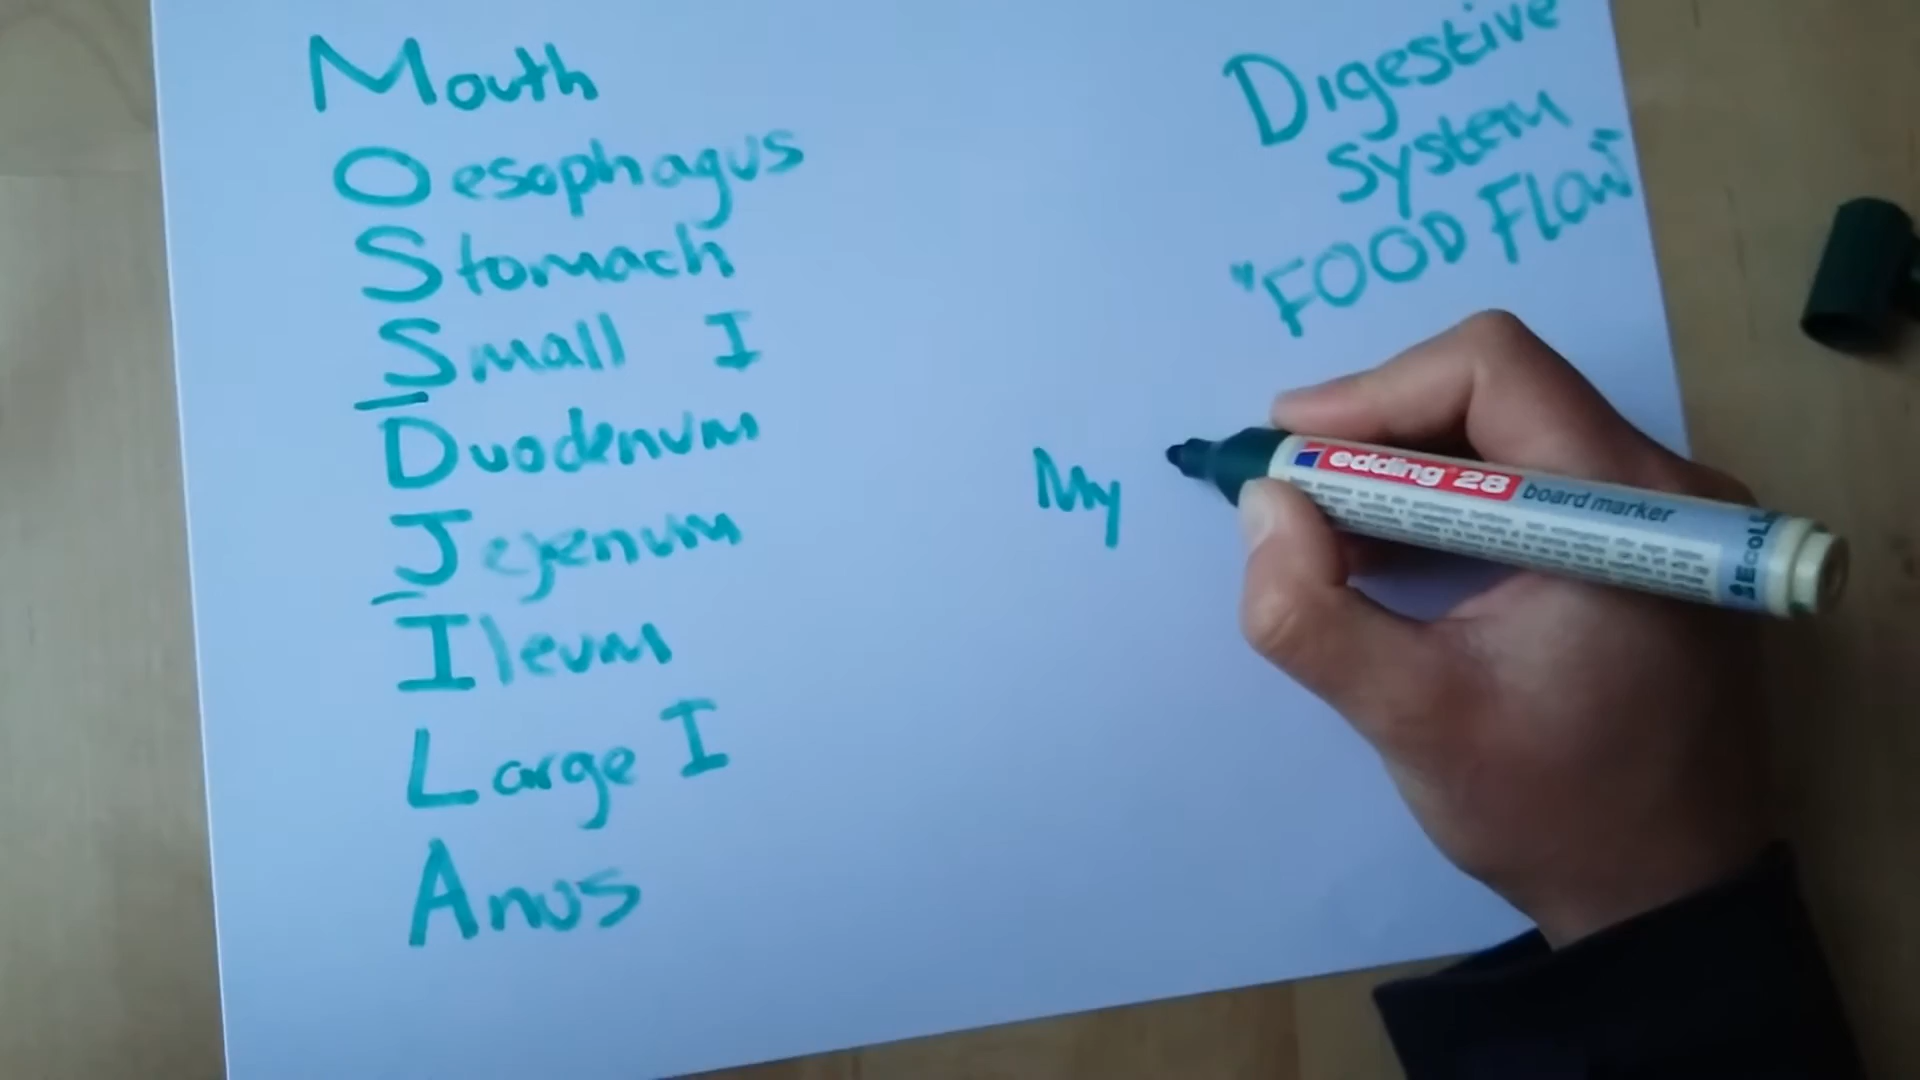 Mouth
Oesophagus
Stomach
Small I
Duodenum
Jejenum
Ileum
Large I
Anus
Digestive
System
"FOOD Flow"
My
edding 28 board marker